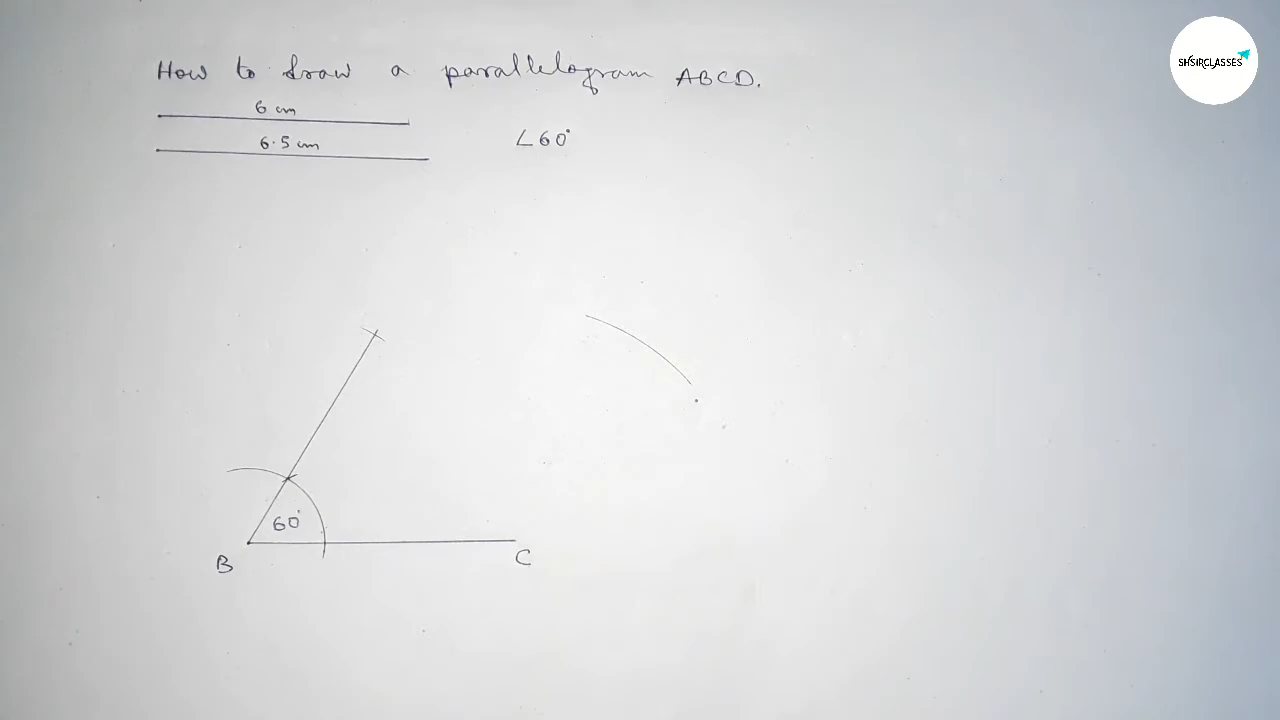 How to draw a parallelogram ABCD.
6 cm
6.5 cm
∠60°
60°
B
C
SHSIRCLASSES